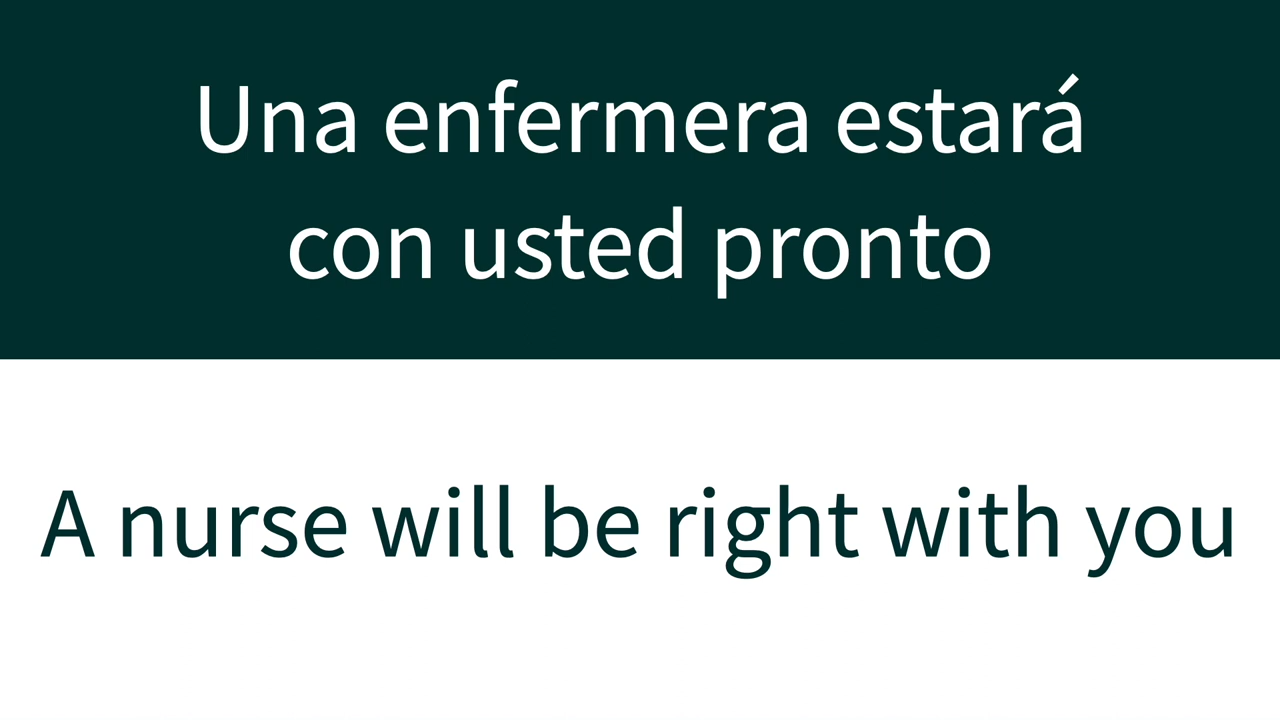 Una enfermera estará
con usted pronto
A nurse will be right with you